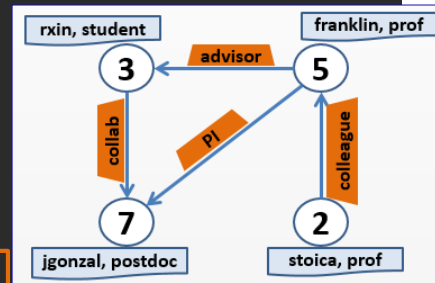 rxin, student
franklin, prof
3
advisor
5
collab
PI
colleague
7
2
jgonzal, postdoc
stoica, prof